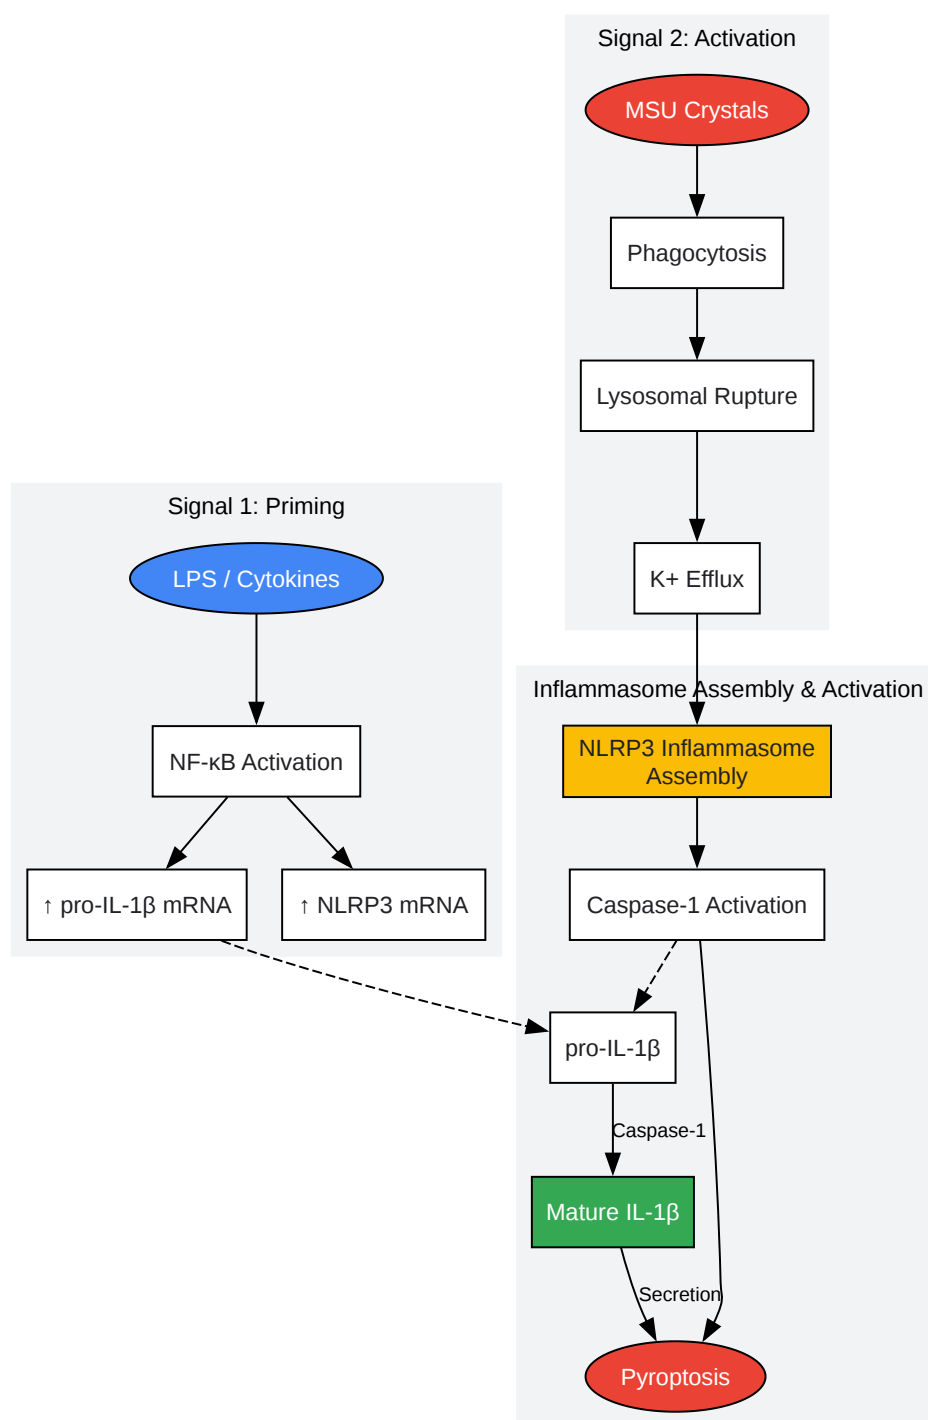 Signal 2: Activation
MSU Crystals
Phagocytosis
Lysosomal Rupture
K+ Efflux
Signal 1: Priming
LPS / Cytokines
NF-κB Activation
↑ pro-IL-1β mRNA
↑ NLRP3 mRNA
Inflammasome Assembly & Activation
NLRP3 Inflammasome
Assembly
Caspase-1 Activation
pro-IL-1β
Caspase-1
Mature IL-1β
Secretion
Pyroptosis